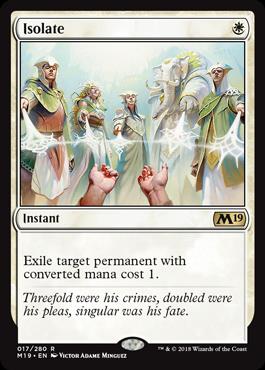 Isolate
Instant
M19
Exile target permanent with
converted mana cost 1.
Threefold were his crimes, doubled were
his pleas, singular was his fate.
017/280 R
M19 • EN Victor Adame Minguez
™ & © 2018 Wizards of the Coast